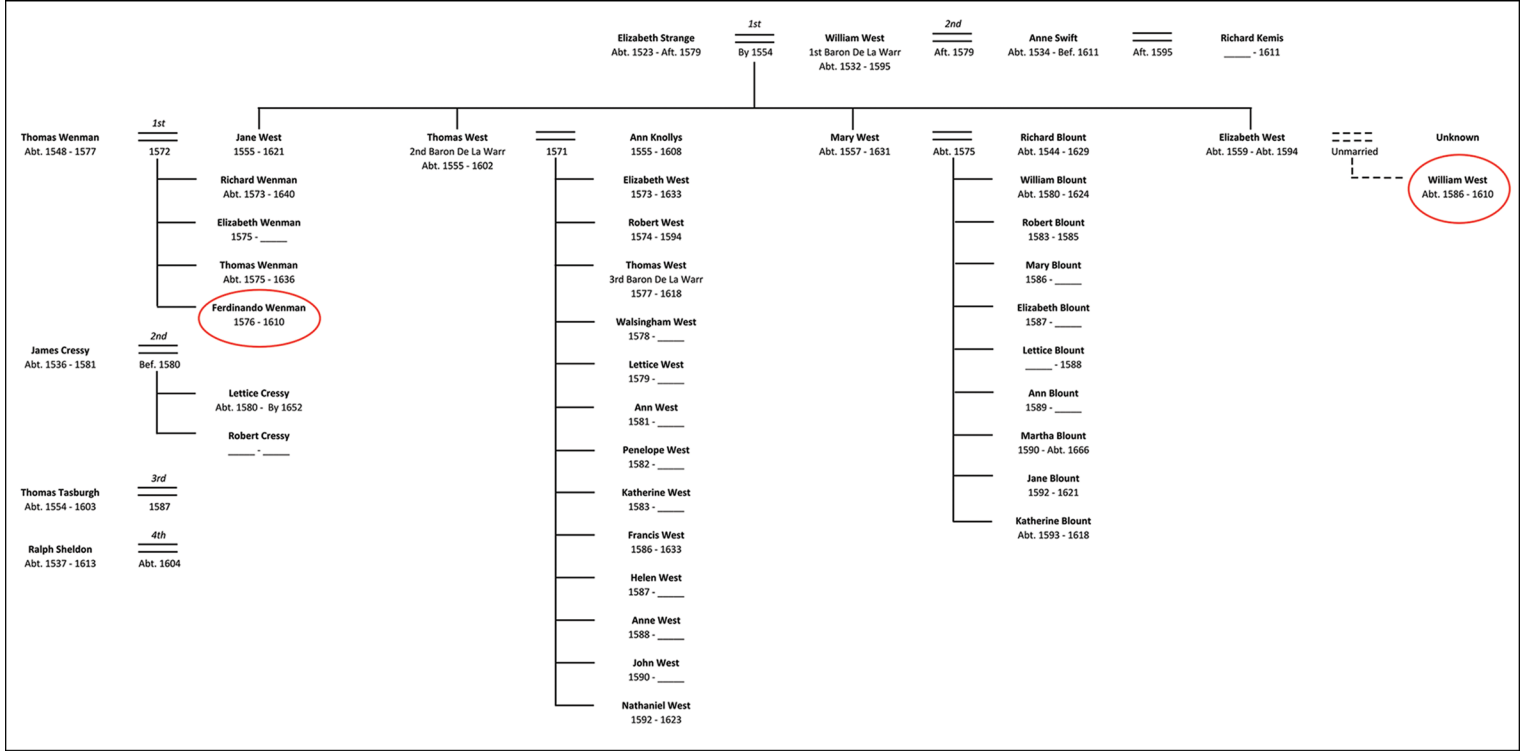 1st
2nd
Elizabeth Strange
Abt. 1523 - Aft. 1579
By 1554
William West
1st Baron De La Warr
Abt. 1532 - 1595
Aft. 1579
Anne Swift
Abt. 1534 - Bef. 1611
Aft. 1595
Richard Kemis
_____ - 1611
Thomas Wenman
Abt. 1548 - 1577
1st
1572
Jane West
1555 - 1621
Richard Wenman
Abt. 1573 - 1640
Elizabeth Wenman
1575 - _____
Thomas Wenman
Abt. 1575 - 1636
Ferdinando Wenman
1576 - 1610
James Cressy
Abt. 1536 - 1581
2nd
Bef. 1580
Lettice Cressy
Abt. 1580 - By 1652
Robert Cressy
_____ - _____
Thomas Tasburgh
Abt. 1554 - 1603
3rd
1587
Ralph Sheldon
Abt. 1537 - 1613
4th
Abt. 1604
Thomas West
2nd Baron De La Warr
Abt. 1555 - 1602
1571
Ann Knollys
1555 - 1608
Elizabeth West
1573 - 1633
Robert West
1574 - 1594
Thomas West
3rd Baron De La Warr
1577 - 1618
Walsingham West
1578 - _____
Lettice West
1579 - _____
Ann West
1581 - _____
Penelope West
1582 - _____
Katherine West
1583 - _____
Francis West
1586 - 1633
Helen West
1587 - _____
Anne West
1588 - _____
John West
1590 - _____
Nathaniel West
1592 - 1623
Mary West
Abt. 1557 - 1631
Abt. 1575
Richard Blount
Abt. 1544 - 1629
William Blount
Abt. 1580 - 1624
Robert Blount
1583 - 1585
Mary Blount
1586 - _____
Elizabeth Blount
1587 - _____
Lettice Blount
_____ - 1588
Ann Blount
1589 - _____
Martha Blount
1590 - Abt. 1666
Jane Blount
1592 - 1621
Katherine Blount
Abt. 1593 - 1618
Elizabeth West
Abt. 1559 - Abt. 1594
Unmarried
Unknown
William West
Abt. 1586 - 1610